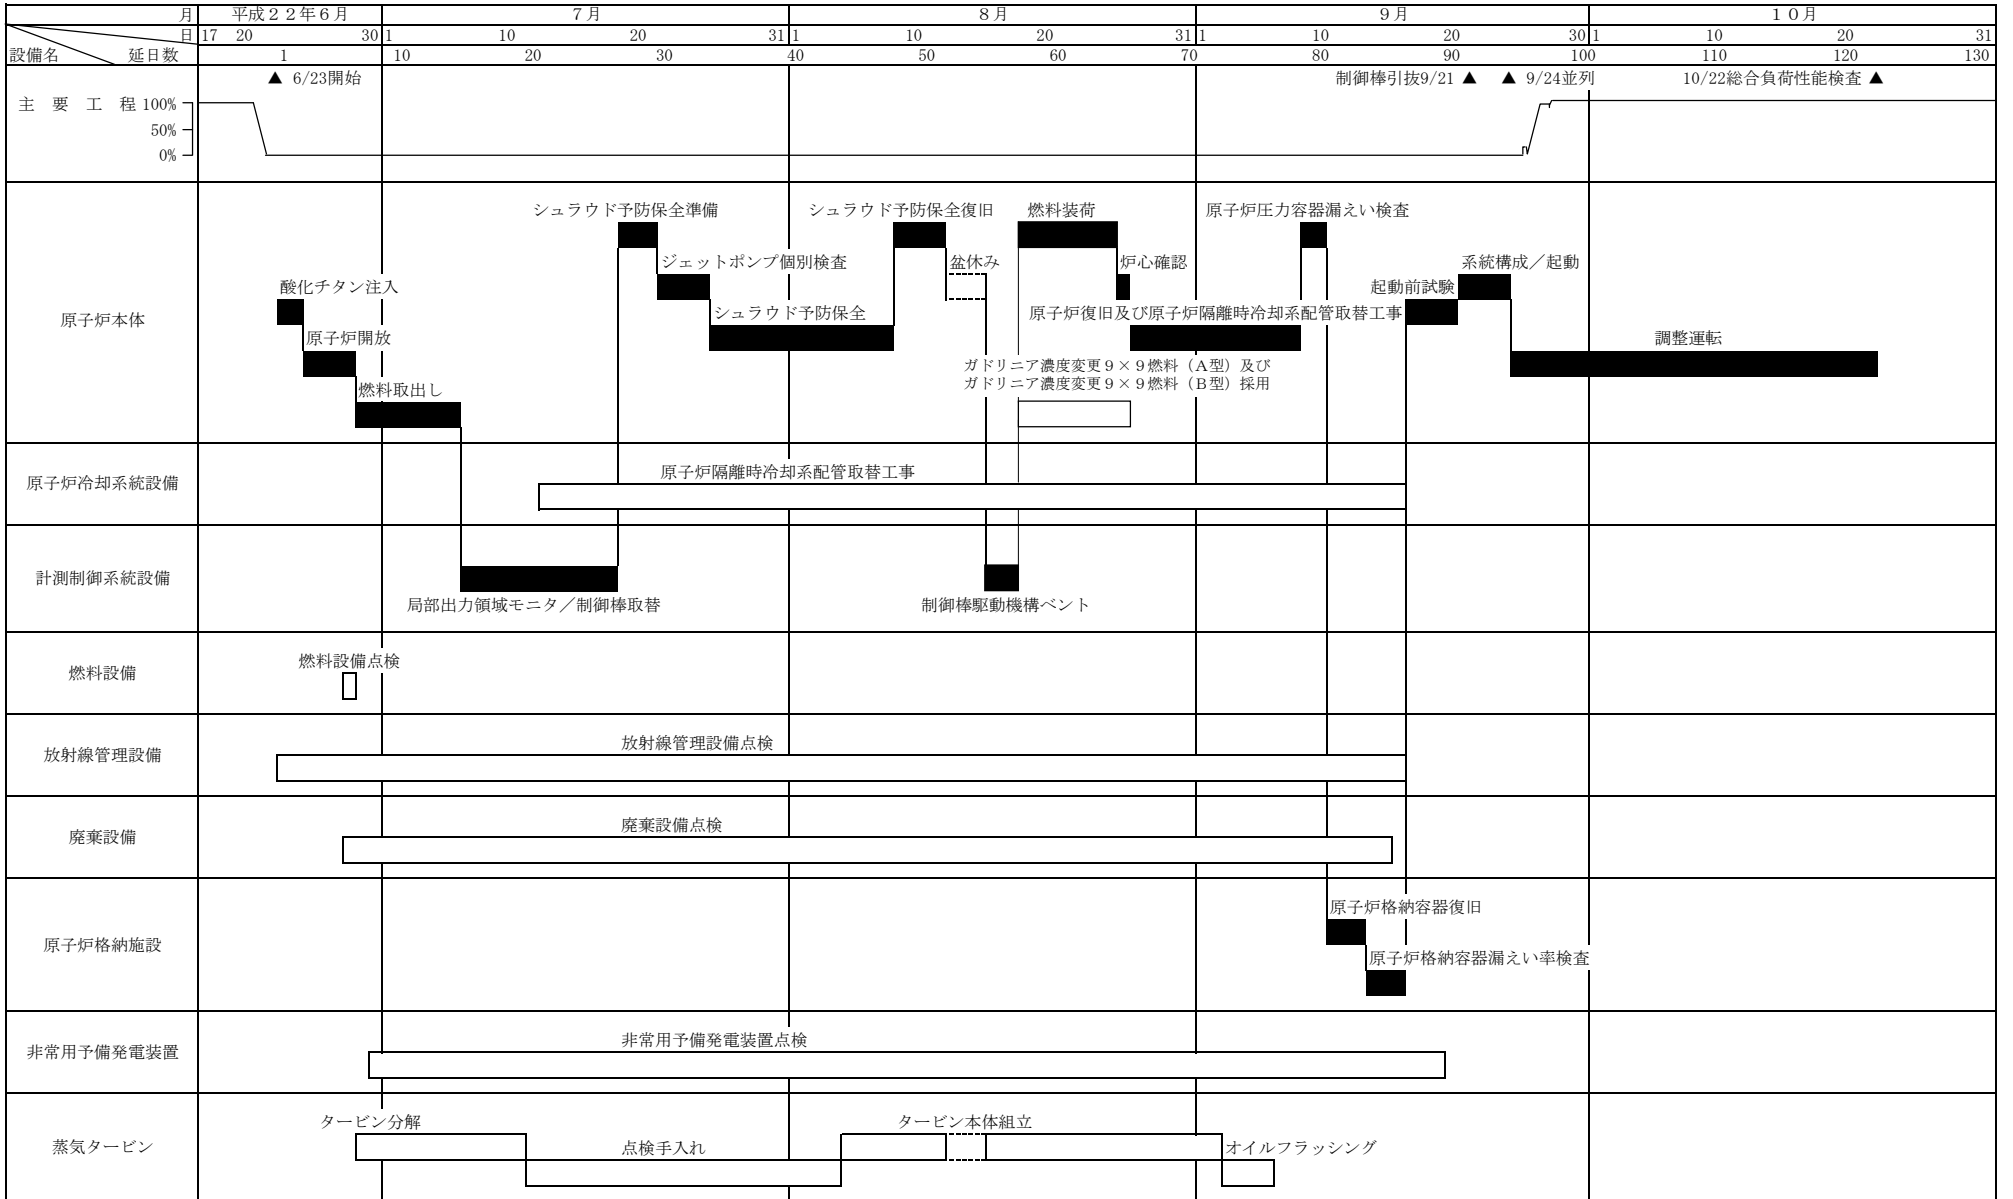 月 平成２２年６月 ７月 ８月 ９月 １０月
日 17 20 30 1 10 20 31 1 10 20 31 1 10 20 30 1 10 20 31
設備名 延日数 1 10 20 30 40 50 60 70 80 90 100 110 120 130
▲ 6/23開始 制御棒引抜9/21 ▲ ▲ 9/24並列 10/22総合負荷性能検査 ▲
主要工程 100%
50%
0%
シュラウド予防保全準備 シュラウド予防保全復旧 燃料装荷 原子炉圧力容器漏えい検査
ジェットポンプ個別検査 盆休み 炉心確認 系統構成／起動
酸化チタン注入 起動前試験
原子炉本体 シュラウド予防保全 原子炉復旧及び原子炉隔離時冷却系配管取替工事
原子炉開放 調整運転
ガドリニア濃度変更９×９燃料（Ａ型）及び
ガドリニア濃度変更９×９燃料（Ｂ型）採用
燃料取出し
原子炉隔離時冷却系配管取替工事
原子炉冷却系統設備
計測制御系統設備
局部出力領域モニタ／制御棒取替 制御棒駆動機構ベント
燃料設備点検
燃料設備
放射線管理設備点検
放射線管理設備
廃棄設備点検
廃棄設備
原子炉格納容器復旧
原子炉格納施設
原子炉格納容器漏えい率検査
非常用予備発電装置点検
非常用予備発電装置
タービン分解 タービン本体組立
蒸気タービン 点検手入れ オイルフラッシング